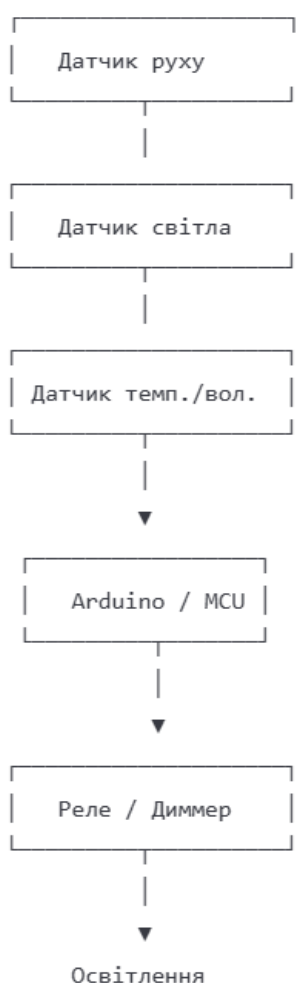 Датчик руху
Датчик світла
Датчик темп./вол.
Arduino / MCU
Реле / Диммер
Освітлення